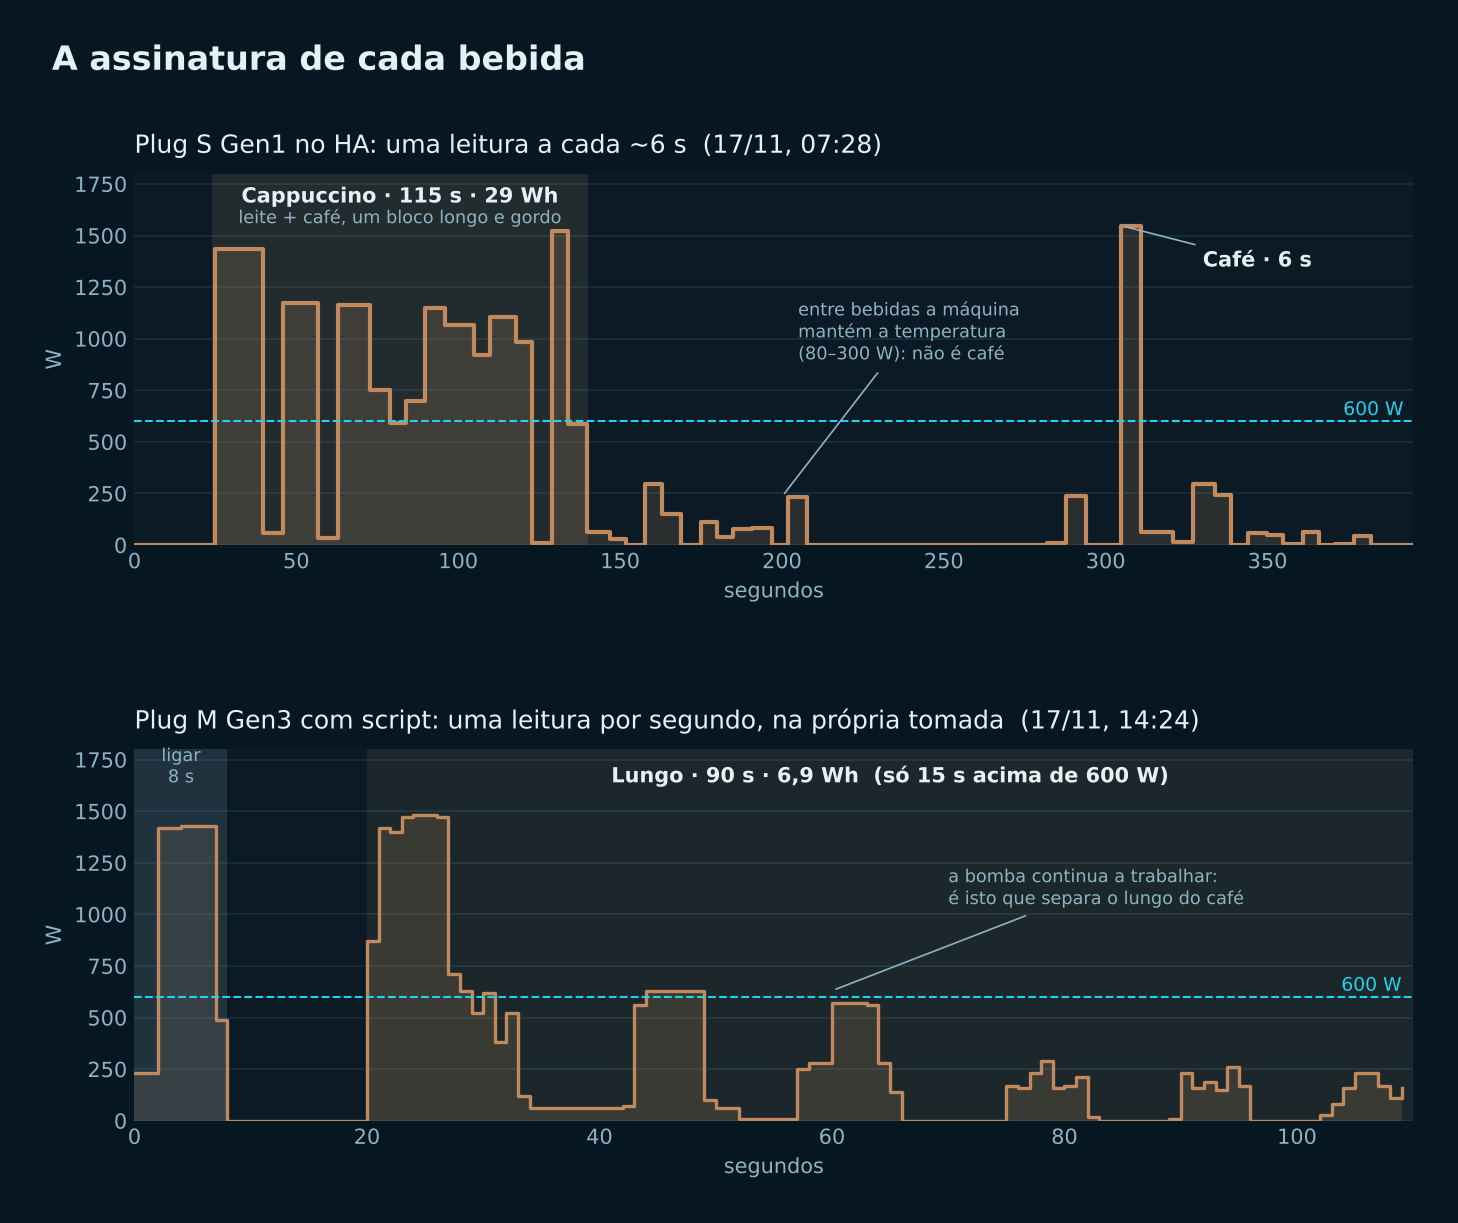 A assinatura de cada bebida
Plug S Gen1 no HA: uma leitura a cada ~6 s  (17/11, 07:28)
Cappuccino · 115 s · 29 Wh
leite + café, um bloco longo e gordo
Café · 6 s
entre bebidas a máquina
mantém a temperatura
(80–300 W): não é café
600 W
W
1750
1500
1250
1000
750
500
250
0
0 50 100 150 200 250 300 350
segundos
Plug M Gen3 com script: uma leitura por segundo, na própria tomada  (17/11, 14:24)
ligar
8 s
Lungo · 90 s · 6,9 Wh  (só 15 s acima de 600 W)
a bomba continua a trabalhar:
é isto que separa o lungo do café
600 W
W
1750
1500
1250
1000
750
500
250
0
0 20 40 60 80 100
segundos